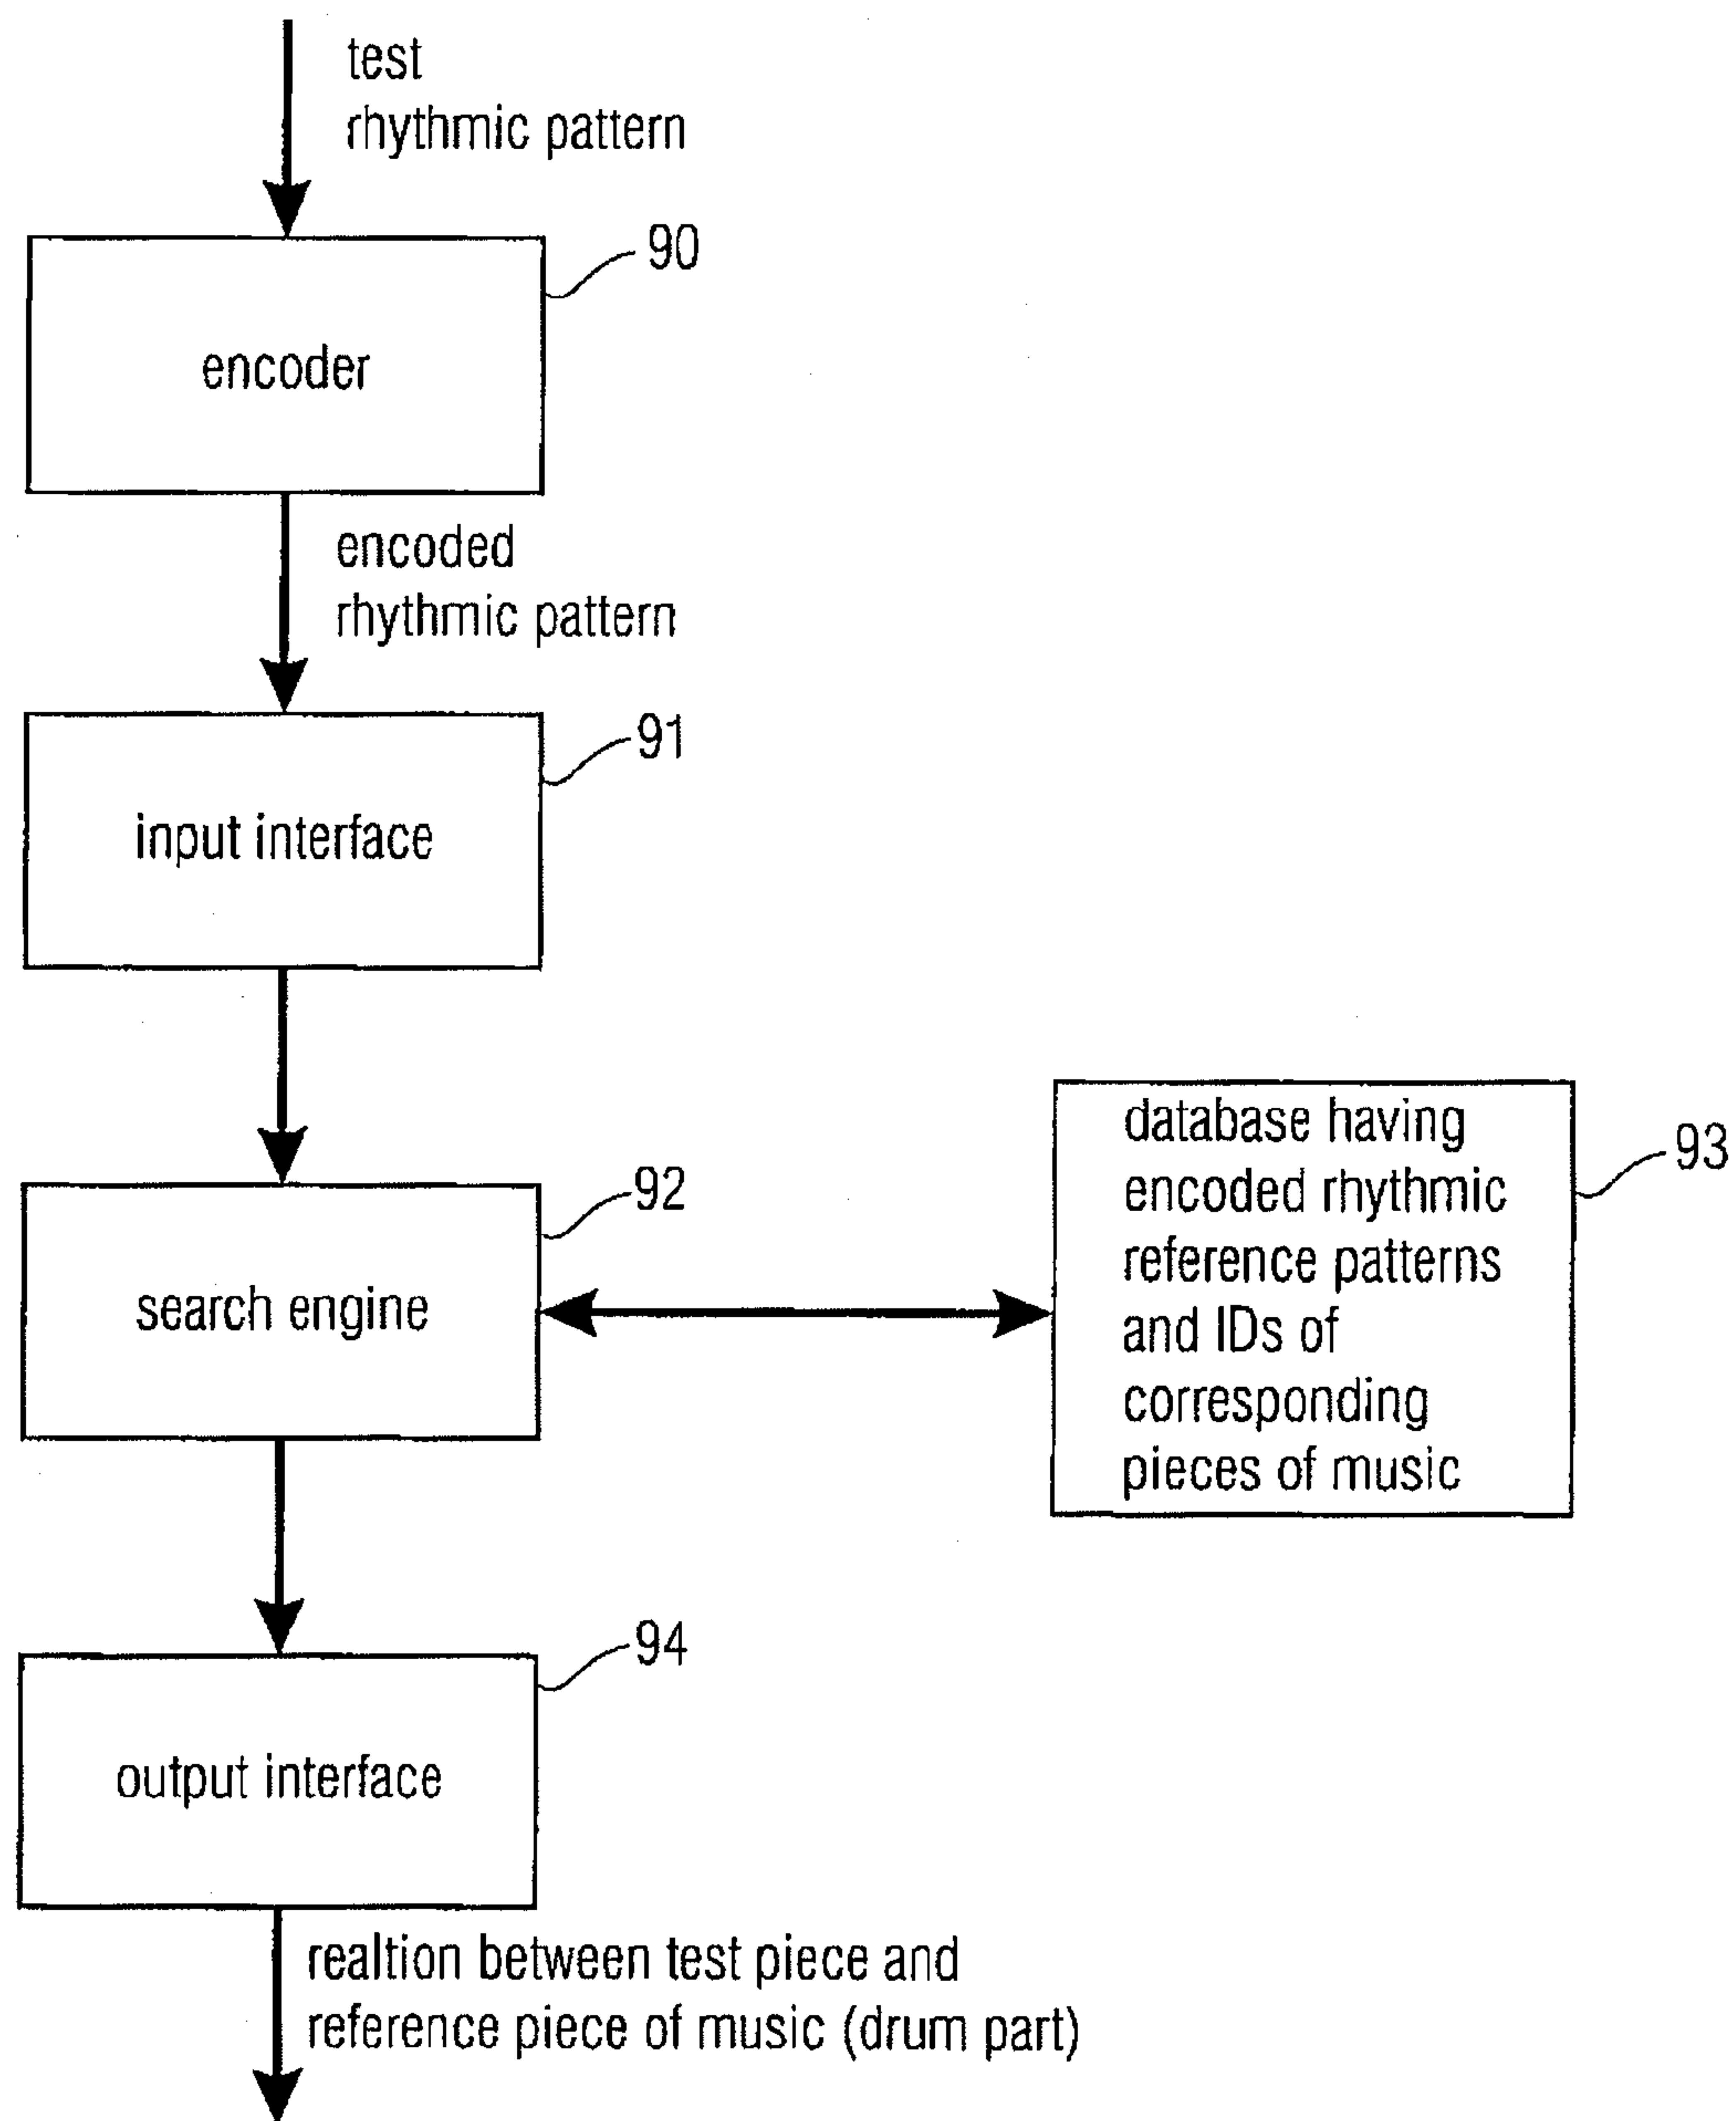 test
rhythmic pattern
90
encoder
encoded
rhythmic pattern
91
input interface
92
search engine
database having
encoded rhythmic
reference patterns
and IDs of
corresponding
pieces of music
93
94
output interface
realtion between test piece and
reference piece of music (drum part)